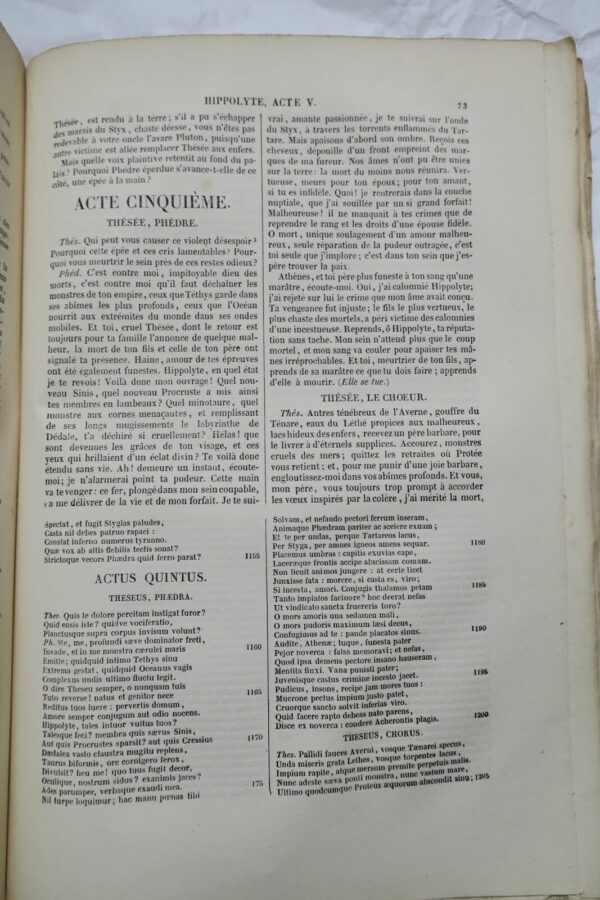 HIPPOLYTE, ACTE V.
73
Thésée, est rendu à la terre; s'il a pu s'échapper
des marais du Styx, chaste déesse, vous n'êtes pas
redevable à votre oncle l'avare Pluton, puisqu'une
autre victime est allée remplacer Thésée aux enfers.
Mais quelle voix plaintive retentit au fond du pa-
lais? Pourquoi Phèdre éperdue s'avance-t-elle de ce
côté, une épée à la main?
ACTE CINQUIÈME.
THÉSÉE, PHÈDRE.
Thés. Qui peut vous causer ce violent désespoir?
Pourquoi cette épée et ces cris lamentables? Pour-
quoi vous meurtrir le sein près de ces restes odieux?
Phéd. C'est contre moi, impitoyable dieu des
mers, c'est contre moi qu'il faut déchaîner les
monstres de ton empire, ceux que Téthys garde dans
ses abîmes les plus profonds, ceux que l'Océan
nourrit aux extrémités du monde dans ses ondes
mobiles. Et toi, cruel Thésée, dont le retour est
toujours pour ta famille l'annonce de quelque mal-
heur, la mort de ton fils et celle de ton père ont
signalé ta présence. Haine, amour de tes épreuves
ont été également funestes. Hippolyte, en quel état
je te revois! Voilà donc mon ouvrage! Quel nou-
veau Sinis, quel nouveau Procruste a mis ainsi
tes membres en lambeaux? Quel minotaure, quel
monstre aux cornes menaçantes, et remplissant
de ses longs mugissements le labyrinthe de
Dédale, t'a déchiré si cruellement? Hélas! que
sont devenues les grâces de ton visage, et ces
yeux qui brillaient d'un éclat divin? Te voilà donc
étendu sans vie. Ah! demeure un instant, écoute-
moi; je n'alarmerai point ta pudeur. Cette main
va te venger: ce fer, plongé dans mon sein coupable,
va me délivrer de la vie et de mon forfait. Je te sui-
vrai, amante passionnée, je te suivrai sur l'onde
du Styx, à travers les torrents enflammés du Tar-
tare. Mais apaisons d'abord son ombre. Reçois ces
cheveux, dépouille d'un front empreint des mar-
ques de ma fureur. Nos âmes n'ont pu être unies
sur la terre: la mort du moins nous réunira. Ver-
tueuse, meurs pour ton époux; pour ton amant,
si tu es infidèle. Quoi! je rentrerais dans la couche
nuptiale, que j'ai souillée par un si grand forfait!
Malheureuse! il ne manquait à tes crimes que de
reprendre le rang et les droits d'une épouse fidèle.
O mort, unique soulagement d'un amour malheu-
reux, seule réparation de la pudeur outragée, c'est
toi seule que j'implore; c'est dans ton sein que j'es-
père trouver la paix.
Athènes, et toi père plus funeste à ton sang qu'une
marâtre, écoute-moi. Oui, j'ai calomnié Hippolyte;
j'ai rejeté sur lui le crime que mon âme avait conçu.
Ta vengeance fut injuste; le fils le plus vertueux, le
plus chaste des mortels, a péri victime des calomnies
d'une incestueuse. Reprends, ô Hippolyte, ta réputa-
tion sans tache. Mon sein n'attend plus que le coup
mortel, et mon sang va couler pour apaiser tes mâ-
nes irréprochables. Et toi, meurtrier de ton fils, ap-
prends de sa marâtre ce que tu dois faire; apprends
d'elle à mourir. (Elle se tue.)
THÉSÉE, LE CHOEUR.
Thés. Antres ténébreux de l'Averne, gouffre du
Ténare, eaux du Léthé propices aux malheureux,
lacs hideux des enfers, recevez un père barbare, pour
le livrer à d'éternels supplices. Accourez, monstres
cruels des mers; quittez les retraites où Protée
vous retient; et, pour me punir d'une joie barbare,
engloutissez-moi dans vos abîmes profonds. Et vous,
mon père, vous toujours trop prompt à accorder
les vœux inspirés par la colère, j'ai mérité la mort,
Spectat, et fugit Stygias paludes,
Casta nil debes patruo rapaci:
Constat inferno numerus tyranno.
Quæ vox ab altis flebilis tectis sonat?
Strictoque vecors Phædra quid ferro parat? 1155
ACTUS QUINTUS.
THESEUS, PHÆDRA.
Thes. Quis te dolore percitam instigat furor?
Quid ensis iste? quidve vociferatio,
Planctusque supra corpus invisum volunt?
Ph. Me, me, profundi sæve dominator freti,
Invade, et in me monstra cærulei maris 1160
Emitte; quidquid intimo Tethys sinu
Extrema gestat, quidquid Oceanus vagis
Complexus undis ultimo fluctu tegit.
O dire Theseu semper, o nunquam tuis
Tuto reverse! natus et genitor nece 1165
Reditus tuos luere: pervertis domum,
Amore semper conjugum aut odio nocens.
Hippolyte, tales intuor vultus tuos?
Talesque feci? membra quis sævus Sinis,
Aut quis Procrustes sparsit? aut quis Cressius 1170
Dædalea vasto claustra mugitu replens,
Taurus biformis, ore cornigero ferox,
Divulsit? heu me! quo tuus fugit decor,
Oculique, nostrum sidus? exanimis jaces?
Ades parumper, verbaque exaudi mea. 175
Nil turpe loquimur; hac manu pœnas tibi
Solvam, et nefando pectori ferrum inseram,
Animaque Phædram pariter ac scelere exuam;
Et te per undas, perque Tartareos lacus,
Per Styga, per amnes igneos amens sequar. 1180
Placemus umbras: capitis exuvias cape,
Laceræque frontis accipe abscissam comam.
Non licuit animos jungere: at certe licet
Junxisse fata: morere, si casta es, viro;
Si incesta, amori. Conjugis thalamos petam 1185
Tanto impiatos facinore? hoc deerat nefas
Ut vindicato sancta fruereris toro?
O mors amoris una sedamen mali,
O mors pudoris maximum læsi decus,
Confugimus ad te: pande placatos sinus. 1190
Audite, Athenæ; tuque, funesta pater
Pejor noverca: falsa memoravi; et nefas,
Quod ipsa demens pectore insano hauseram,
Mentita finxi. Vana punisti pater;
Juvenisque castus crimine incesto jacet. 1195
Pudicus, insons, recipe jam mores tuos:
Mucrone pectus impium justo patet,
Cruorque sancto solvit inferias viro.
Quid facere rapto debeas nato parens,
Disce ex noverca: condere Acherontis plagis. 1200
THESEUS, CHORUS.
Thes. Pallidi fauces Averni, vosque Tænarei specus,
Unda miseris grata Lethes, vosque torpentes lacus,
Impium rapite, atque mersum premite perpetuis malis.
Nunc adeste sæva ponti monstra, nunc vastum mare,
Ultimo quodcumque Proteus æquorum abscondit sinu; 1205